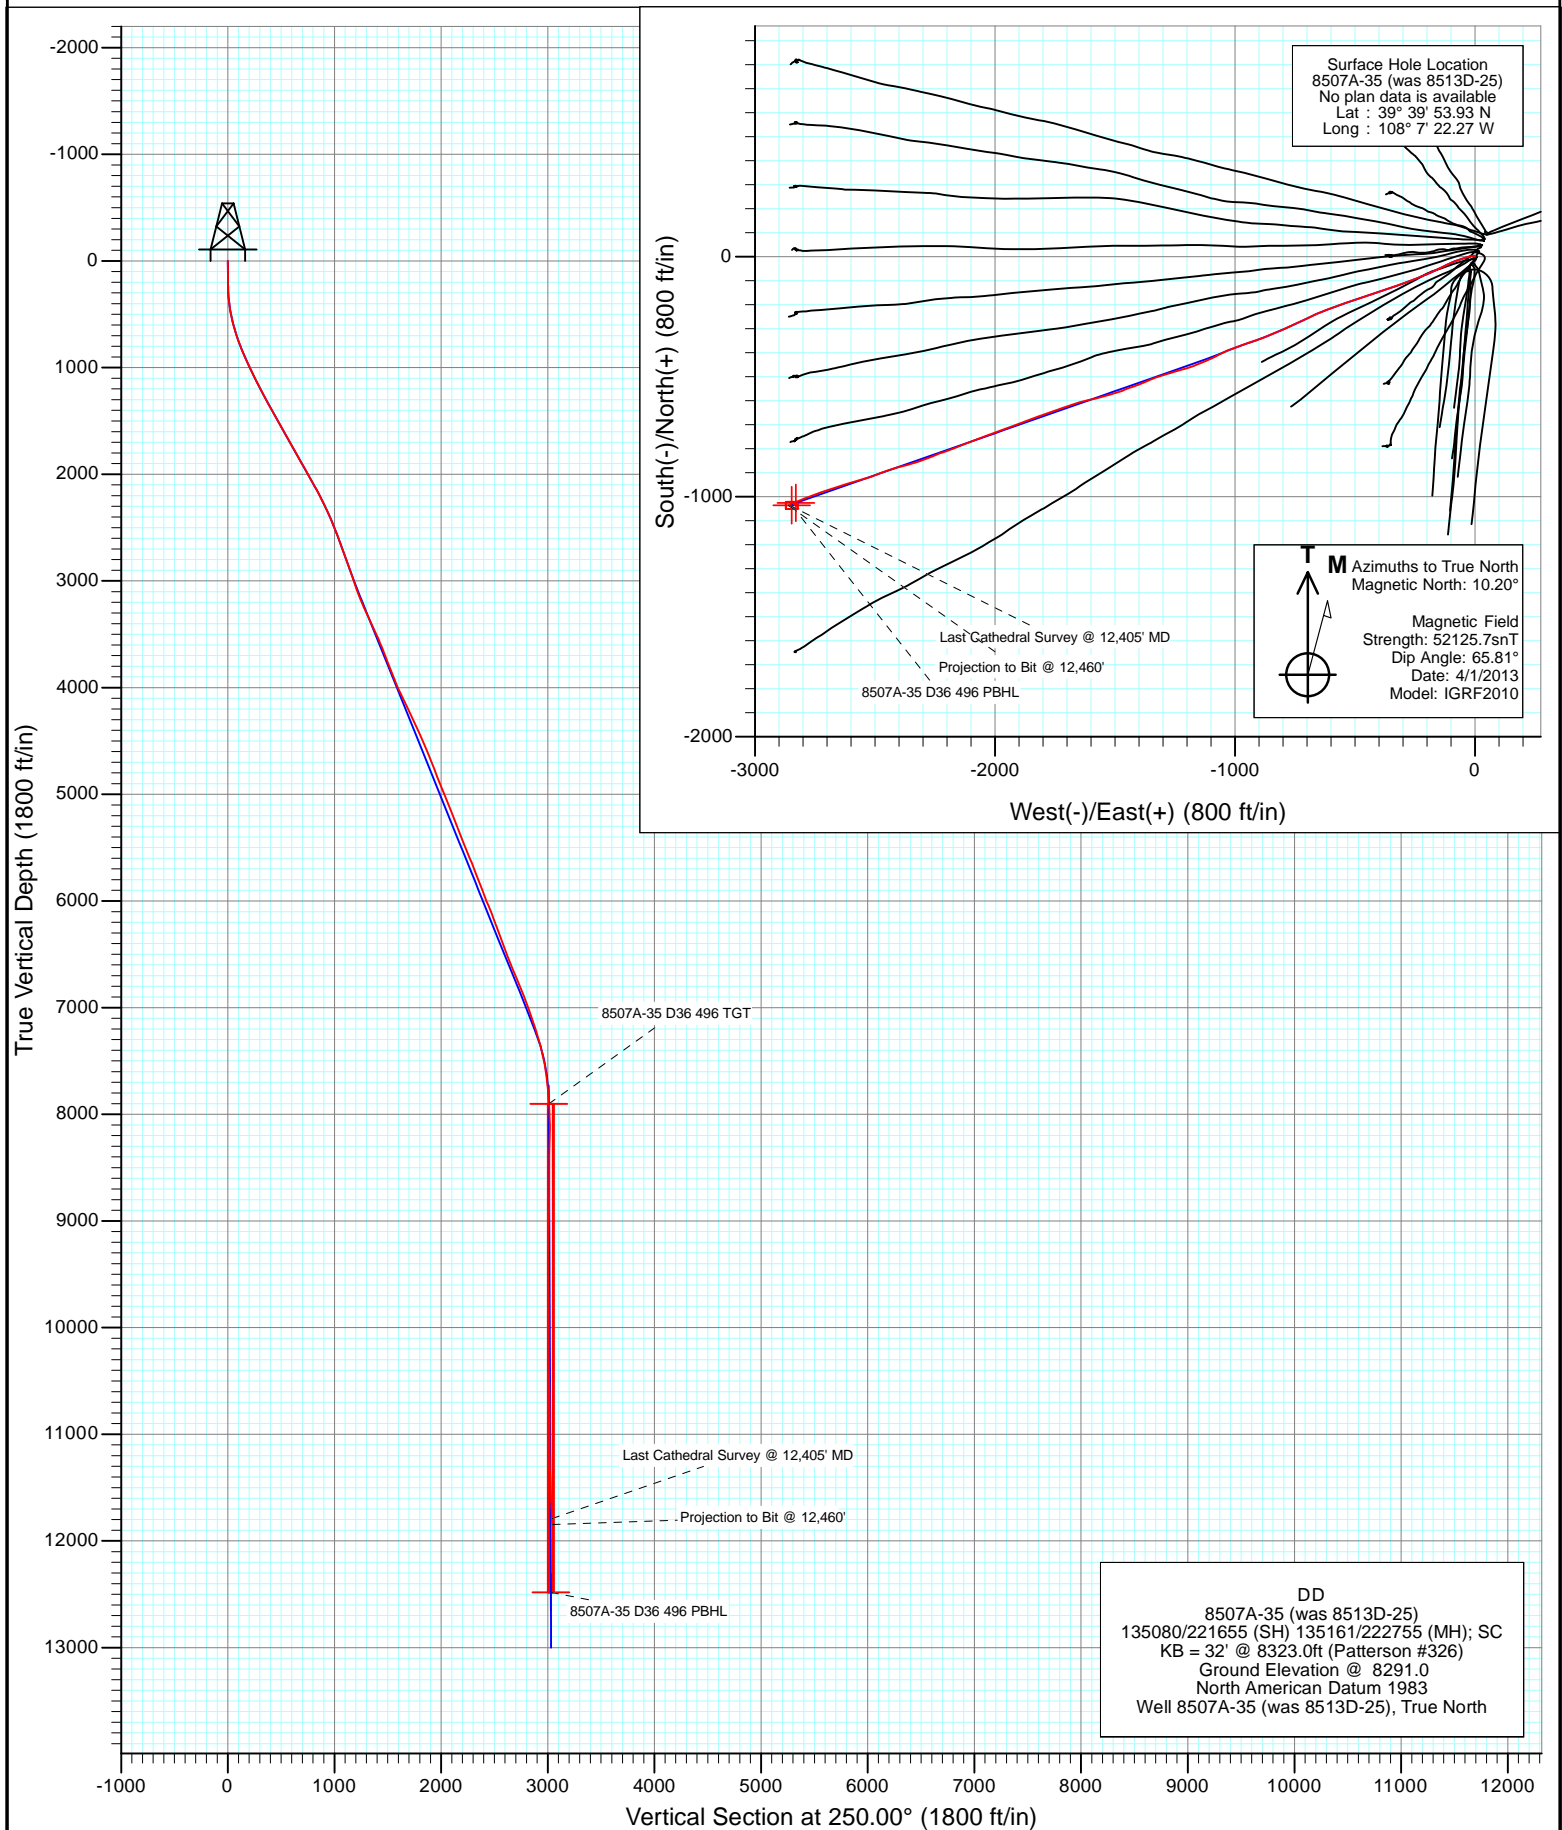 Surface Hole Location
8507A-35 (was 8513D-25)
No plan data is available
Lat : 39° 39' 53.93 N
Long : 108° 7' 22.27 W
South(-)/North(+) (800 ft/in)
0
-1000
-2000
-3000
-2000
-1000
0
West(-)/East(+) (800 ft/in)
Last Cathedral Survey @ 12,405' MD
Projection to Bit @ 12,460'
8507A-35 D36 496 PBHL
T
M
Azimuths to True North
Magnetic North: 10.20°
Magnetic Field
Strength: 52125.7snT
Dip Angle: 65.81°
Date: 4/1/2013
Model: IGRF2010
True Vertical Depth (1800 ft/in)
-2000
-1000
0
1000
2000
3000
4000
5000
6000
7000
8000
9000
10000
11000
12000
13000
8507A-35 D36 496 TGT
Last Cathedral Survey @ 12,405' MD
Projection to Bit @ 12,460'
8507A-35 D36 496 PBHL
DD
8507A-35 (was 8513D-25)
135080/221655 (SH) 135161/222755 (MH); SC
KB = 32' @ 8323.0ft (Patterson #326)
Ground Elevation @ 8291.0
North American Datum 1983
Well 8507A-35 (was 8513D-25), True North
-1000
0
1000
2000
3000
4000
5000
6000
7000
8000
9000
10000
11000
12000
Vertical Section at 250.00° (1800 ft/in)